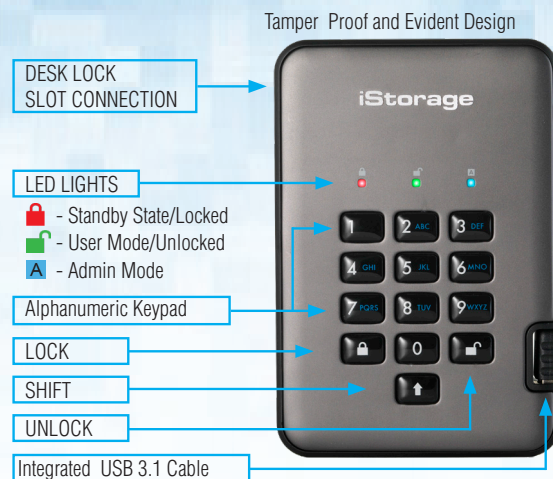 Tamper Proof and Evident Design
DESK LOCK
SLOT CONNECTION
iStorage
LED LIGHTS
- Standby State/Locked
- User Mode/Unlocked
A - Admin Mode
A
1
2 ABC
3 DEF
4 GHI
5 JKL
6 MNO
7 PQRS
8 TUV
9 WXYZ
0
Alphanumeric Keypad
LOCK
SHIFT
UNLOCK
Integrated USB 3.1 Cable